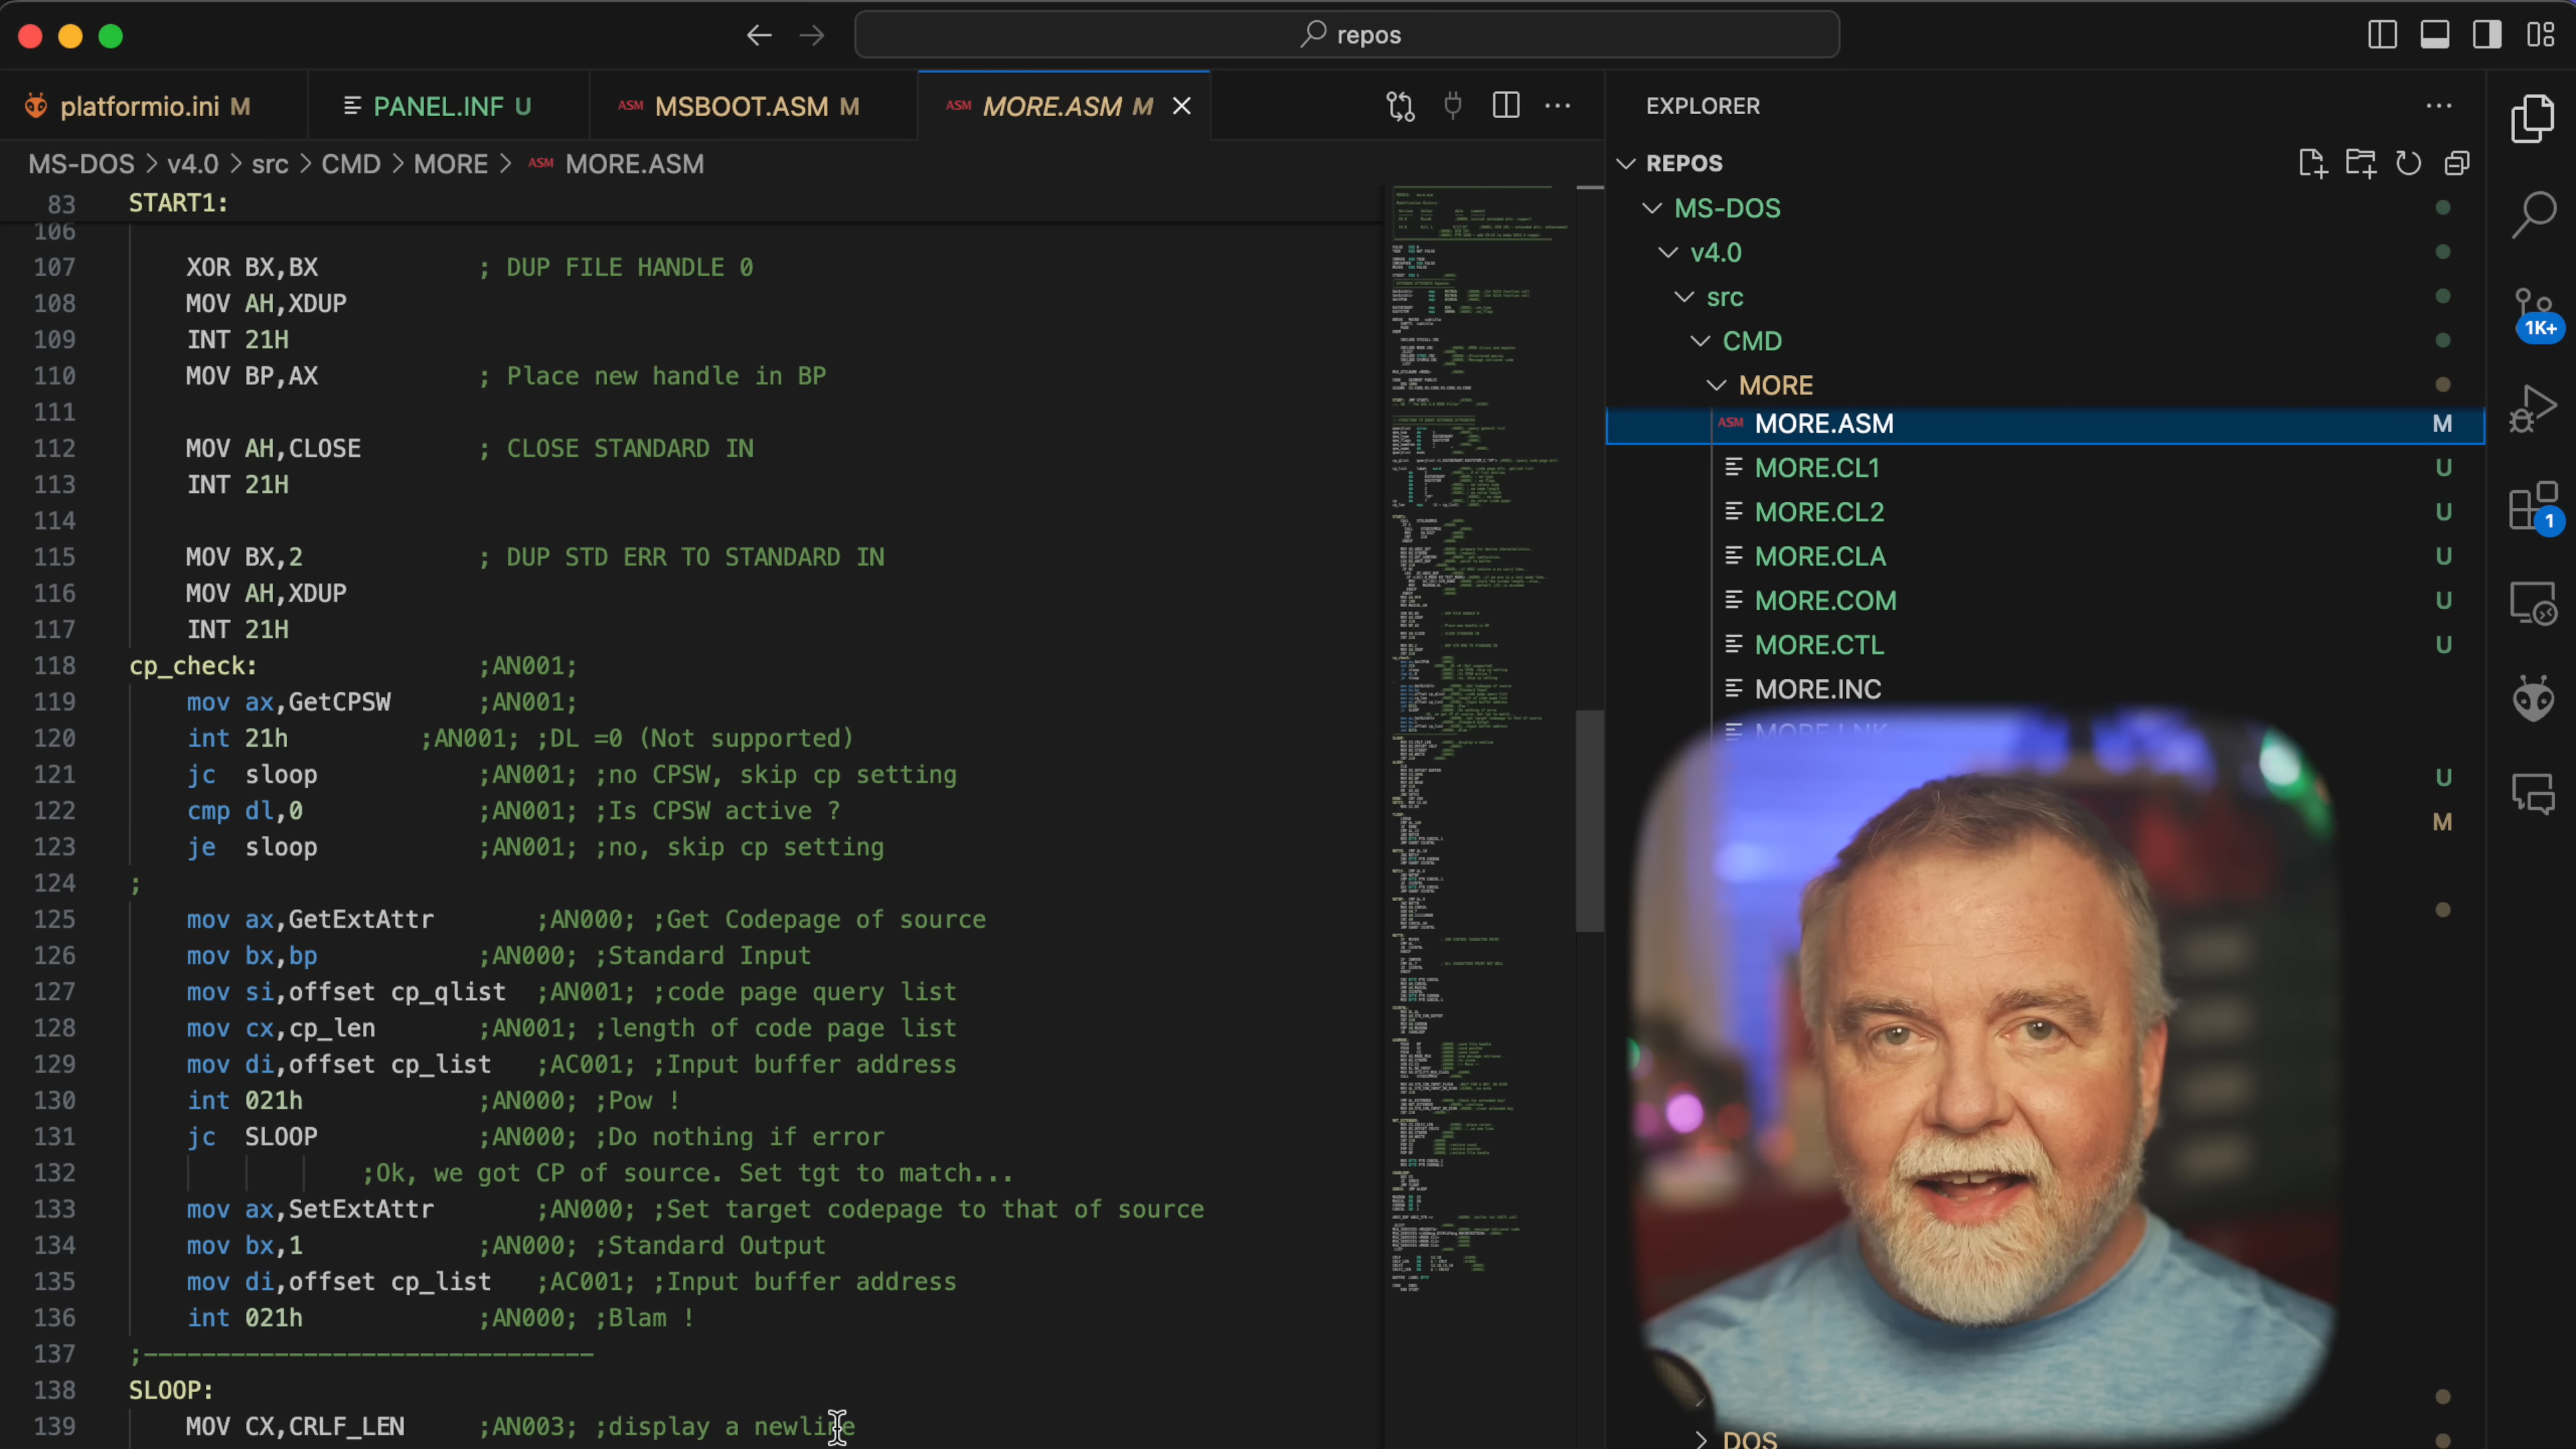 repos
platformio.ini M
PANEL.INF U
ASM MSBOOT.ASM M
ASM MORE.ASM M
MS-DOS > v4.0 > src > CMD > MORE > ASM MORE.ASM
83 START1:
106
107 XOR BX,BX ; DUP FILE HANDLE 0
108 MOV AH,XDUP
109 INT 21H
110 MOV BP,AX ; Place new handle in BP
111
112 MOV AH,CLOSE ; CLOSE STANDARD IN
113 INT 21H
114
115 MOV BX,2 ; DUP STD ERR TO STANDARD IN
116 MOV AH,XDUP
117 INT 21H
118 cp_check: ;AN001;
119 mov ax,GetCPSW ;AN001;
120 int 21h ;AN001; ;DL =0 (Not supported)
121 jc sloop ;AN001; ;no CPSW, skip cp setting
122 cmp dl,0 ;AN001; ;Is CPSW active ?
123 je sloop ;AN001; ;no, skip cp setting
124 ;
125 mov ax,GetExtAttr ;AN000; ;Get Codepage of source
126 mov bx,bp ;AN000; ;Standard Input
127 mov si,offset cp_qlist ;AN001; ;code page query list
128 mov cx,cp_len ;AN001; ;length of code page list
129 mov di,offset cp_list ;AC001; ;Input buffer address
130 int 021h ;AN000; ;Pow !
131 jc SLOOP ;AN000; ;Do nothing if error
132 ;Ok, we got CP of source. Set tgt to match...
133 mov ax,SetExtAttr ;AN000; ;Set target codepage to that of source
134 mov bx,1 ;AN000; ;Standard Output
135 mov di,offset cp_list ;AC001; ;Input buffer address
136 int 021h ;AN000; ;Blam !
137 ;-------------------------------
138 SLOOP:
139 MOV CX,CRLF_LEN ;AN003; ;display a newline
EXPLORER
REPOS
MS-DOS
v4.0
src
CMD
MORE
ASM MORE.ASM M
MORE.CL1 U
MORE.CL2 U
MORE.CLA U
MORE.COM U
MORE.CTL U
MORE.INC
MORE.LNK
U
M
DOS
1K+
1